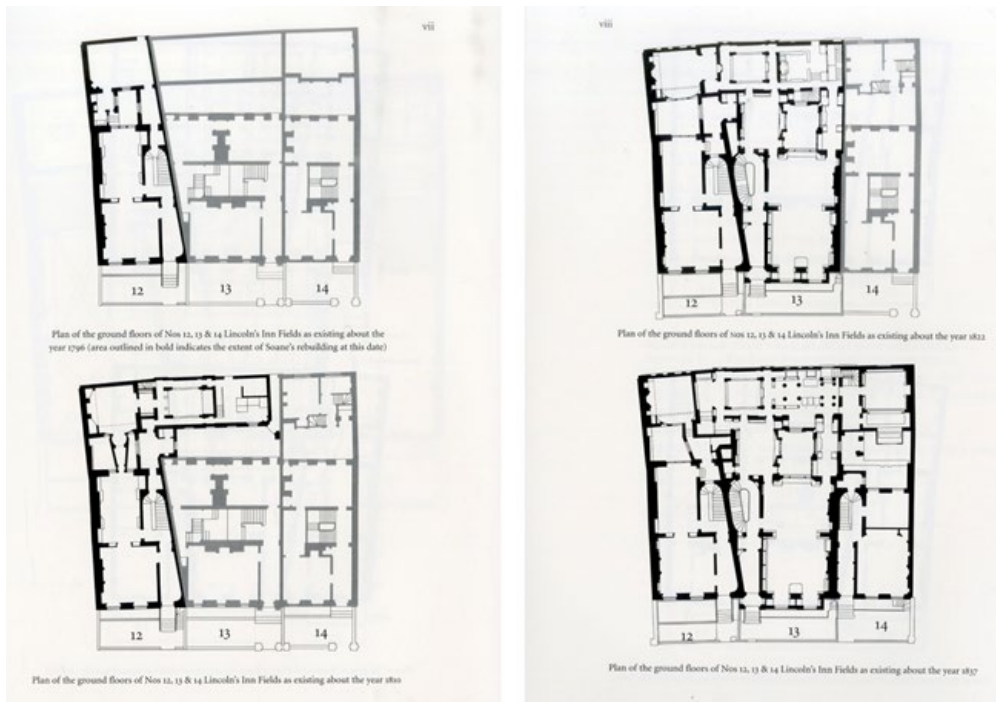 vii
12
13
14
Plan of the ground floors of Nos 12, 13 & 14 Lincoln's Inn Fields as existing about the
year 1796 (area outlined in bold indicates the extent of Soane's rebuilding at this date)
12
13
14
Plan of the ground floors of Nos 12, 13 & 14 Lincoln's Inn Fields as existing about the year 1810
viii
12
13
14
Plan of the ground floors of Nos 12, 13 & 14 Lincoln's Inn Fields as existing about the year 1822
12
13
14
Plan of the ground floors of Nos 12, 13 & 14 Lincoln's Inn Fields as existing about the year 1837